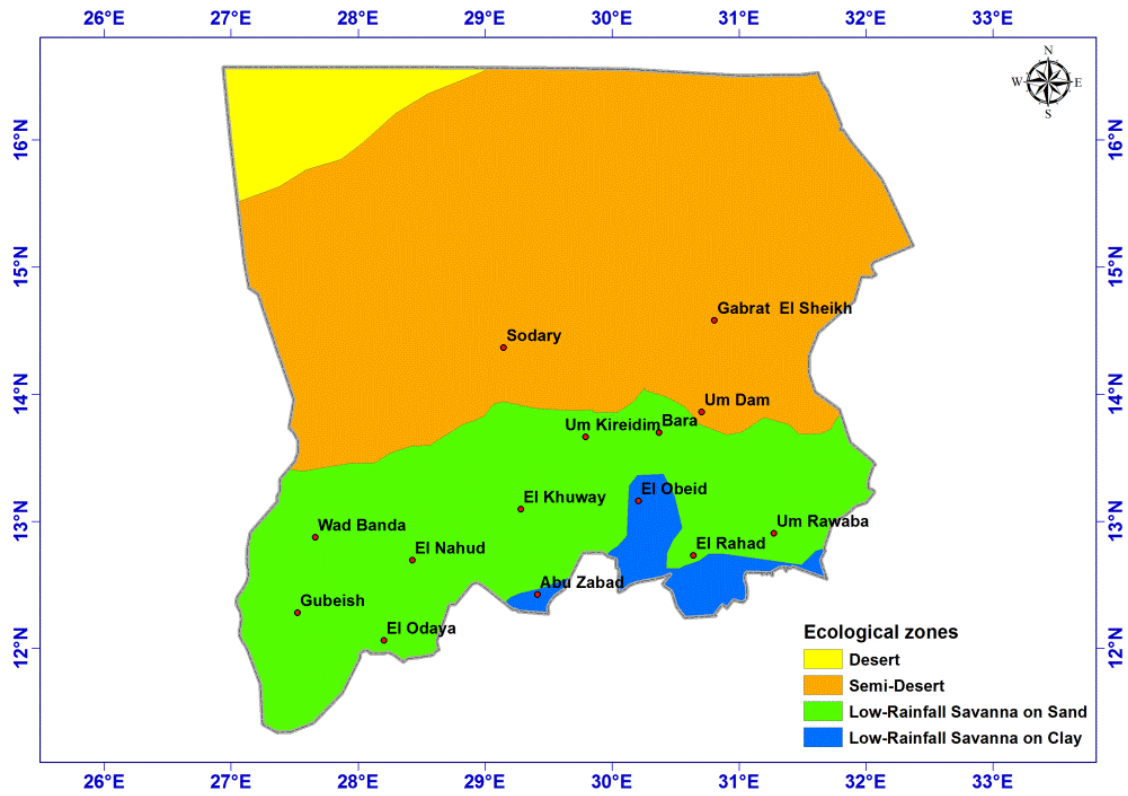 26°E 27°E 28°E 29°E 30°E 31°E 32°E 33°E
N
W E
S
16°N 16°N
15°N 15°N
Gabrat El Sheikh
Sodary
14°N 14°N
Um Dam
Um Kireidim Bara
El Obeid
El Khuway
13°N 13°N
Wad Banda Um Rawaba
El Nahud El Rahad
Abu Zabad
Gubeish
El Odaya
12°N 12°N
Ecological zones
Desert
Semi-Desert
Low-Rainfall Savanna on Sand
Low-Rainfall Savanna on Clay
26°E 27°E 28°E 29°E 30°E 31°E 32°E 33°E